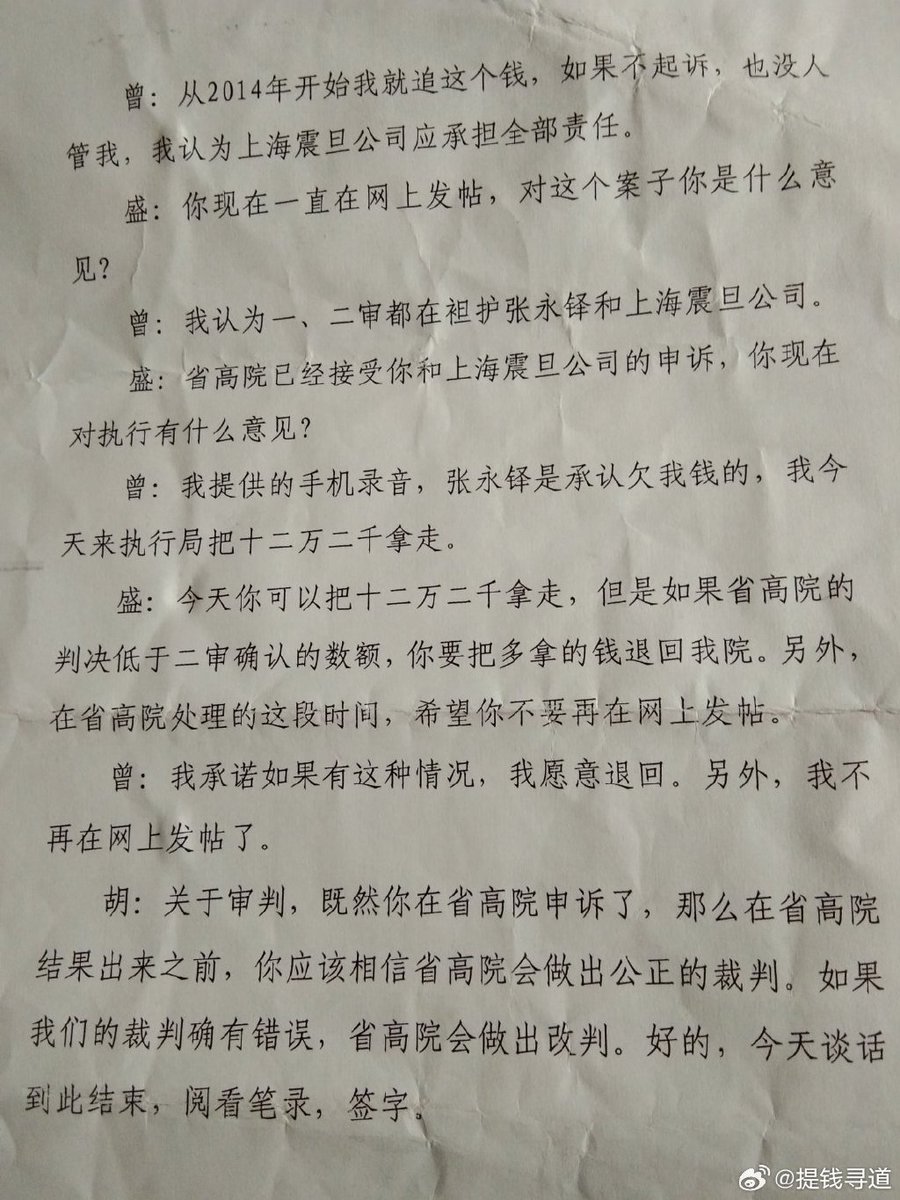 曾：从2014年开始我就追这个钱，如果不起诉，也没人
管我，我认为上海震旦公司应承担全部责任。
盛：你现在一直在网上发帖，对这个案子你是什么意
见？
曾：我认为一、二审都在袒护张永铎和上海震旦公司。
盛：省高院已经接受你和上海震旦公司的申诉，你现在
对执行有什么意见？
曾：我提供的手机录音，张永铎是承认欠我钱的，我今
天来执行局把十二万二千拿走。
盛：今天你可以把十二万二千拿走，但是如果省高院的
判决低于二审确认的数额，你要把多拿的钱退回我院。另外，
在省高院处理的这段时间，希望你不要再在网上发帖。
曾：我承诺如果有这种情况，我愿意退回。另外，我不
再在网上发帖了。
胡：关于审判，既然你在省高院申诉了，那么在省高院
结果出来之前，你应该相信省高院会做出公正的裁判。如果
我们的裁判确有错误，省高院会做出改判。好的，今天谈话
到此结束，阅看笔录，签字。
@提钱寻道